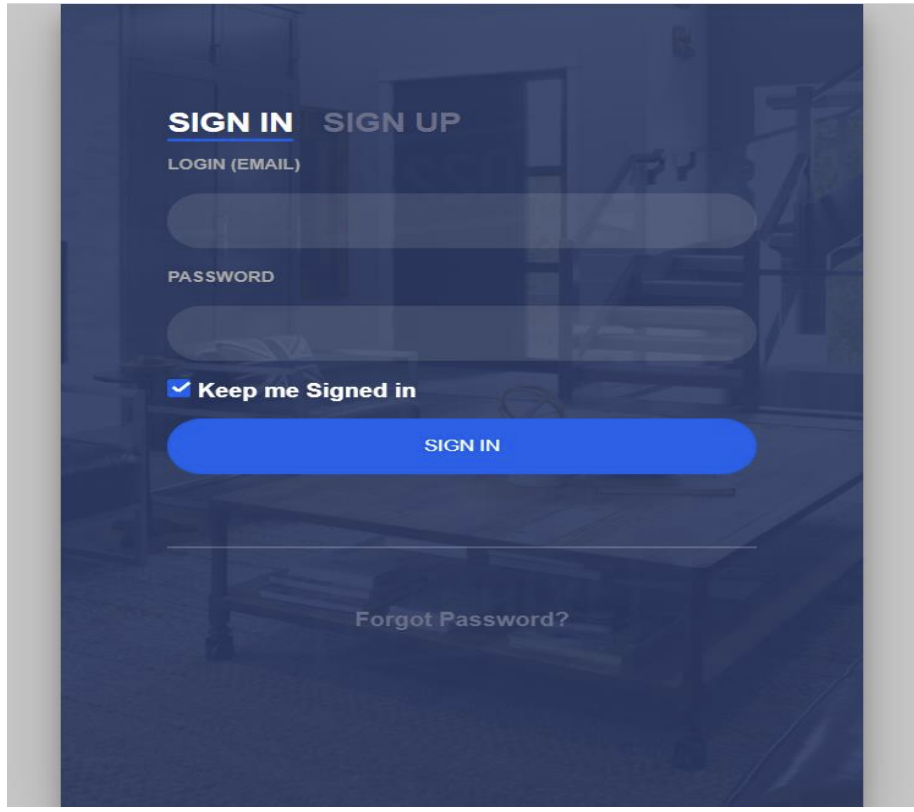 SIGN IN SIGN UP
LOGIN (EMAIL)
PASSWORD
Keep me Signed in
SIGN IN
Forgot Password?